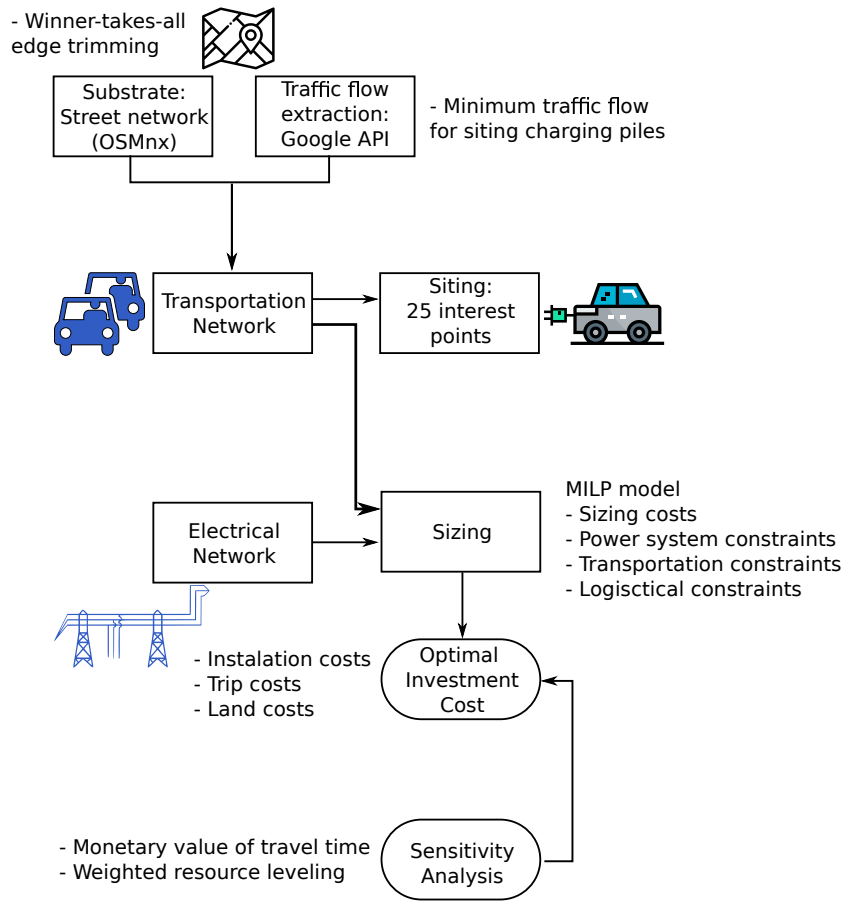 - Winner-takes-all
edge trimming
Substrate:
Street network
(OSMnx)
Traffic flow
extraction:
Google API
- Minimum traffic flow
for siting charging piles
Transportation
Network
Siting:
25 interest
points
Electrical
Network
Sizing
MILP model
- Sizing costs
- Power system constraints
- Transportation constraints
- Logisctical constraints
- Instalation costs
- Trip costs
- Land costs
Optimal
Investment
Cost
- Monetary value of travel time
- Weighted resource leveling
Sensitivity
Analysis